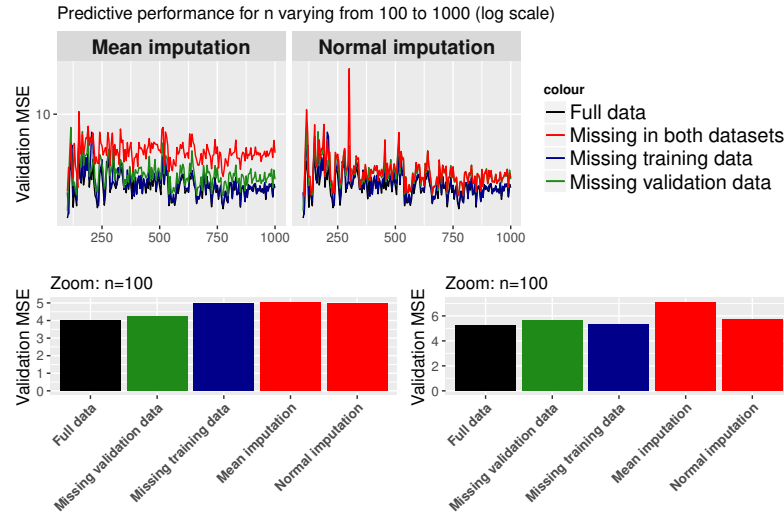 Predictive performance for n varying from 100 to 1000 (log scale)
Mean imputation
Normal imputation
Validation MSE
10
250
500
750
1000
250
500
750
1000
colour
Full data
Missing in both datasets
Missing training data
Missing validation data
Zoom: n=100
Validation MSE
5
4
3
2
1
0
Full data
Missing validation data
Missing training data
Mean imputation
Normal imputation
Zoom: n=100
Validation MSE
6
4
2
0
Full data
Missing validation data
Missing training data
Mean imputation
Normal imputation